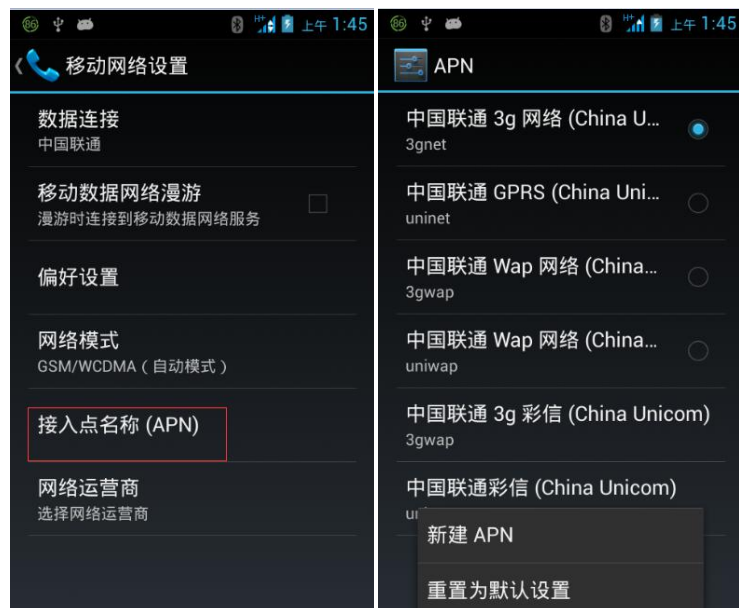 86
上午 1:45
移动网络设置
数据连接
中国联通
移动数据网络漫游
漫游时连接到移动数据网络服务
偏好设置
网络模式
GSM/WCDMA ( 自动模式 )
接入点名称 (APN)
网络运营商
选择网络运营商
86
上午 1:45
APN
中国联通 3g 网络 (China U...
3gnet
中国联通 GPRS (China Uni...
uninet
中国联通 Wap 网络 (China...
3gwap
中国联通 Wap 网络 (China...
uniwap
中国联通 3g 彩信 (China Unicom)
3gwap
中国联通彩信 (China Unicom)
新建 APN
重置为默认设置